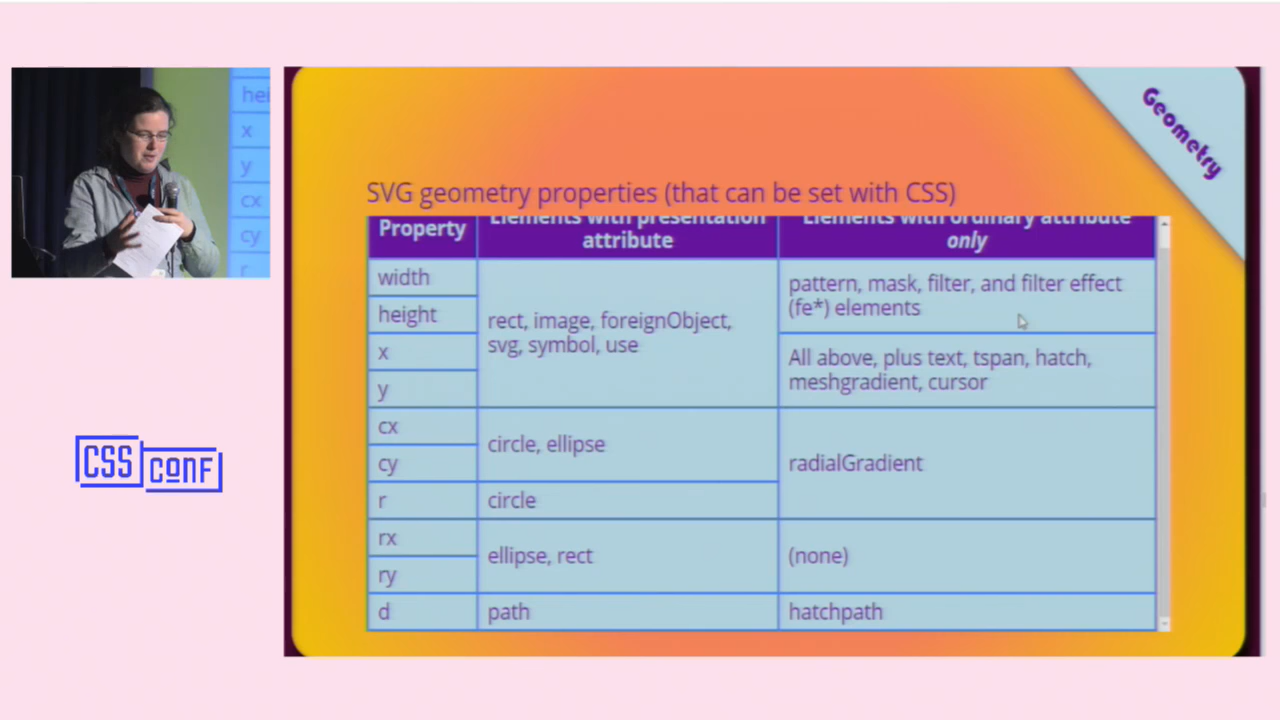 hei
x
y
cx
cy
r
CSS
CONF
Geometry
SVG geometry properties (that can be set with CSS)
Property
Elements with presentation
attribute
Elements with ordinary attribute
only
width
height
x
y
rect, image, foreignObject,
svg, symbol, use
pattern, mask, filter, and filter effect
(fe*) elements
All above, plus text, tspan, hatch,
meshgradient, cursor
cx
cy
circle, ellipse
radialGradient
r
circle
rx
ry
ellipse, rect
(none)
d
path
hatchpath